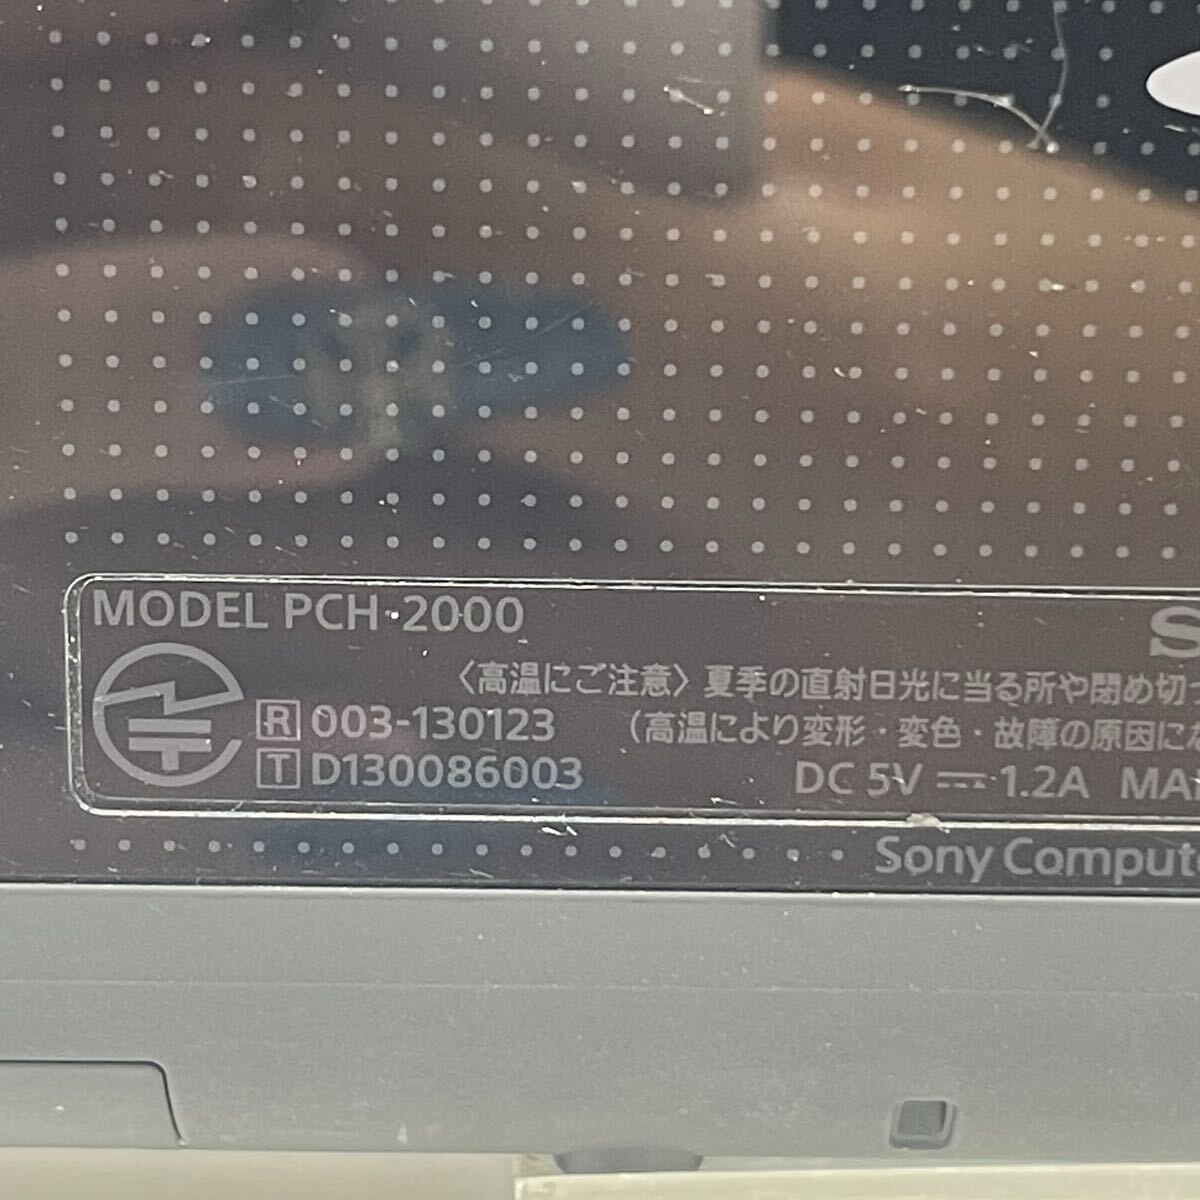 MODEL PCH-2000
〈高温にご注意〉夏季の直射日光に当る所や閉め切
R 003-130123 (高温により変形・変色・故障の原因に
T D130086003 DC 5V ⎓ 1.2A
Sony